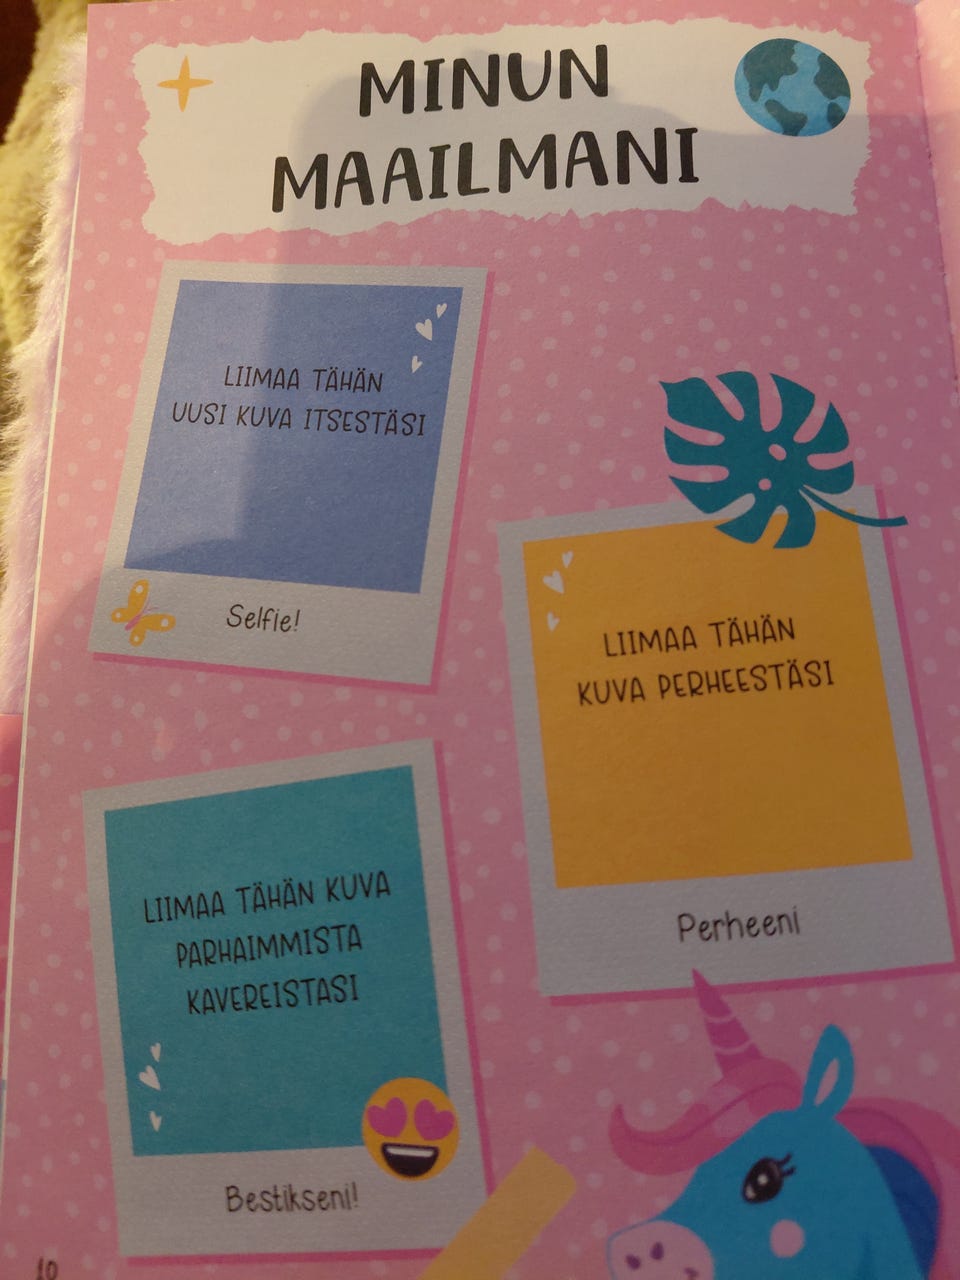 MINUN
MAAILMANI
LIIMAA TÄHÄN
UUSI KUVA ITSESTÄSI
Selfie!
LIIMAA TÄHÄN
KUVA PERHEESTÄSI
Perheeni
LIIMAA TÄHÄN KUVA
PARHAIMMISTA
KAVEREISTASI
Bestikseni!
10